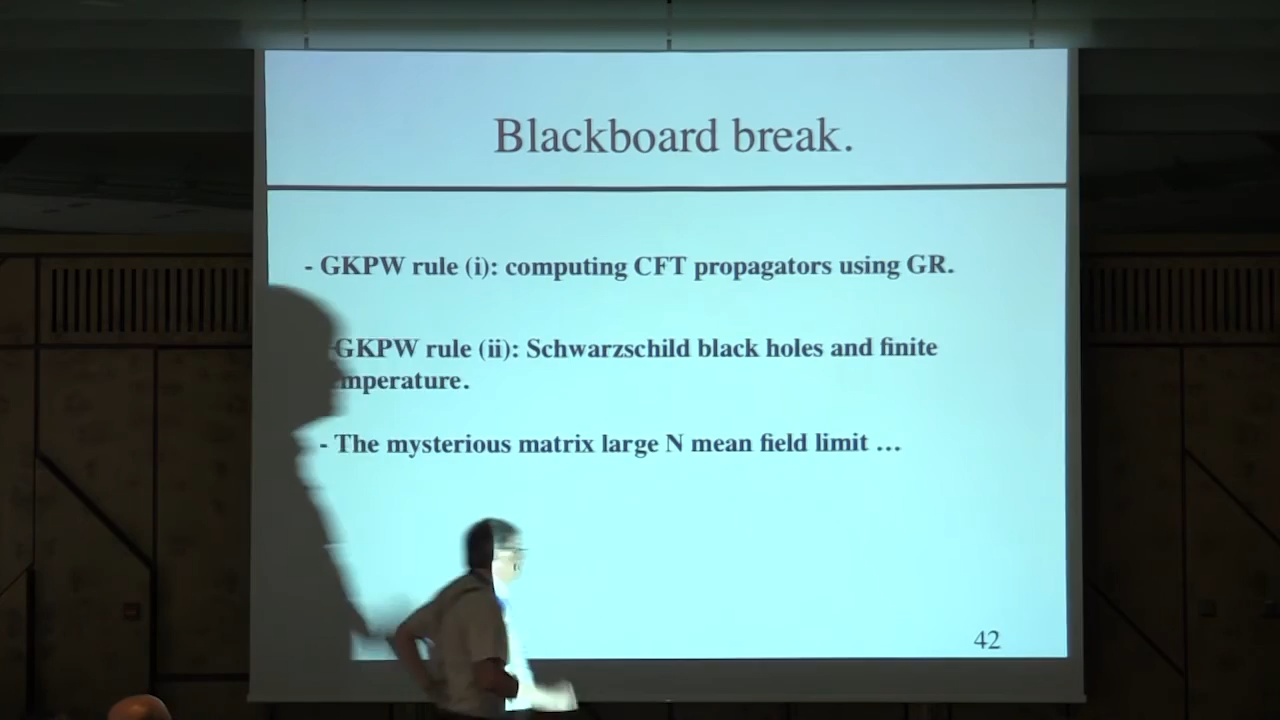 Blackboard break.
- GKPW rule (i): computing CFT propagators using GR.
GKPW rule (ii): Schwarzschild black holes and finite
mperature.
- The mysterious matrix large N mean field limit ...
42